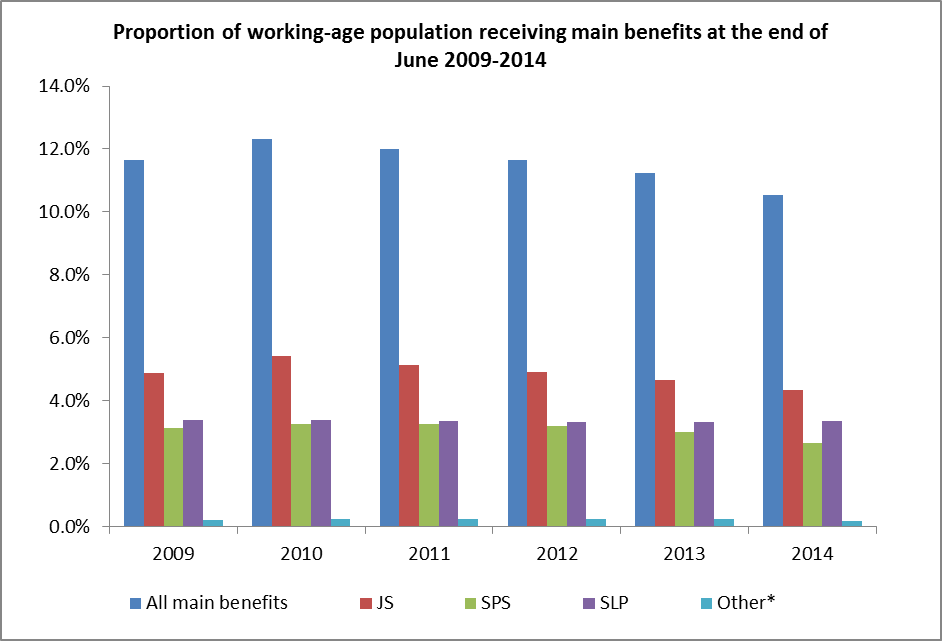 Proportion of working-age population receiving main benefits at the end of
June 2009-2014
14.0%
12.0%
10.0%
8.0%
6.0%
4.0%
2.0%
0.0%
2009 2010 2011 2012 2013 2014
All main benefits JS SPS SLP Other*